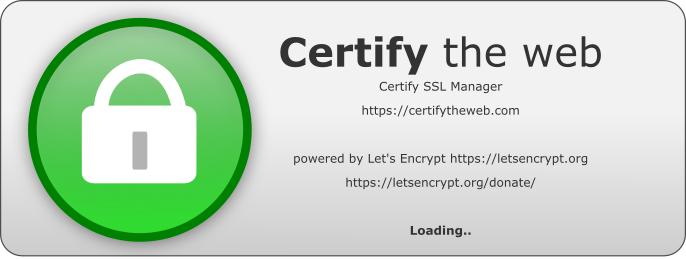 Certify the web
Certify SSL Manager
https://certifytheweb.com
powered by Let's Encrypt https://letsencrypt.org
https://letsencrypt.org/donate/
Loading..